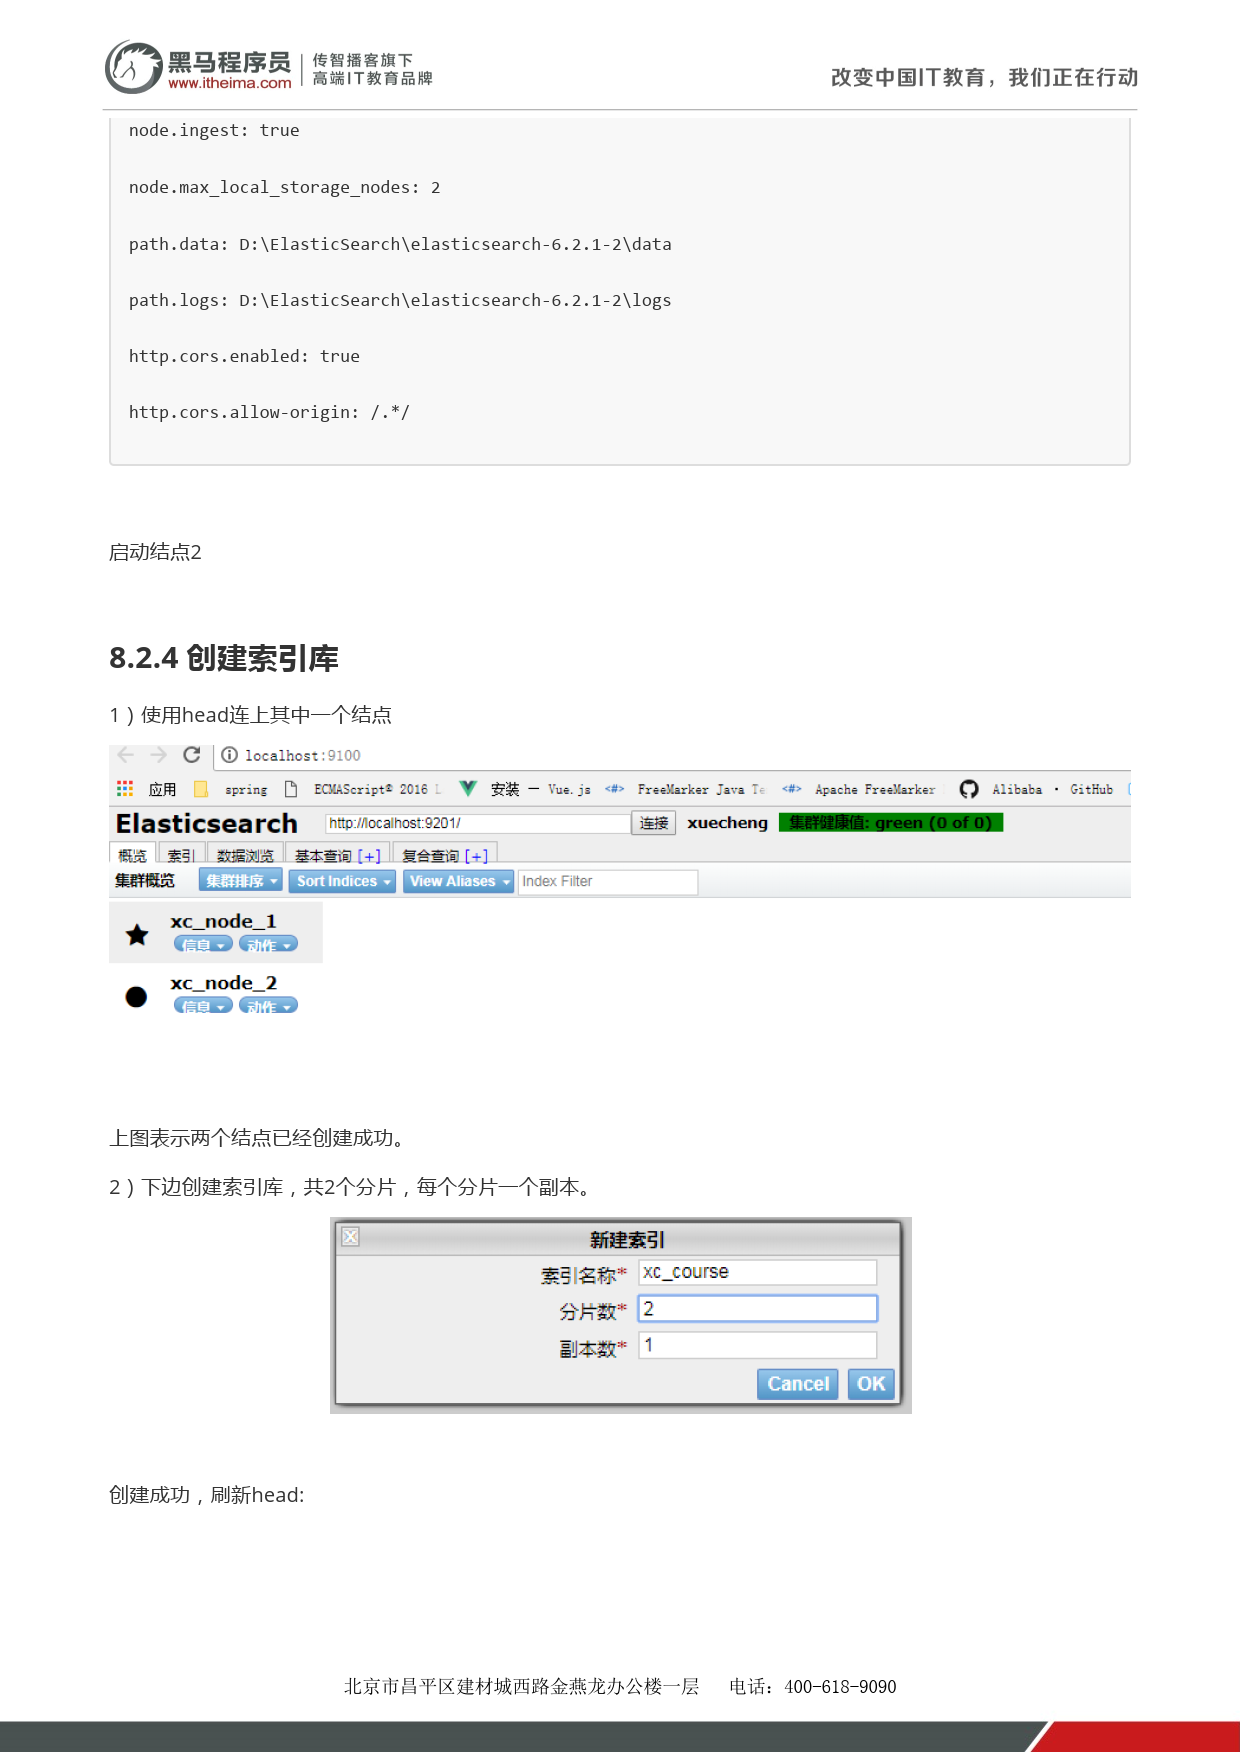 黑马程序员
www.itheima.com
传智播客旗下
高端IT教育品牌
改变中国IT教育，我们正在行动
node.ingest: true
node.max_local_storage_nodes: 2
path.data: D:\ElasticSearch\elasticsearch-6.2.1-2\data
path.logs: D:\ElasticSearch\elasticsearch-6.2.1-2\logs
http.cors.enabled: true
http.cors.allow-origin: /.*/
启动结点2
8.2.4 创建索引库
1）使用head连上其中一个结点
localhost:9100
应用 spring ECMAScript® 2016 L 安装 — Vue.js <#> FreeMarker Java Te <#> Apache FreeMarker Alibaba · GitHub
Elasticsearch http://localhost:9201/ 连接 xuecheng 集群健康值: green (0 of 0)
概览 索引 数据浏览 基本查询 [+] 复合查询 [+]
集群概览 集群排序 Sort Indices View Aliases Index Filter
xc_node_1
信息 动作
xc_node_2
信息 动作
上图表示两个结点已经创建成功。
2）下边创建索引库，共2个分片，每个分片一个副本。
新建索引
索引名称* xc_course
分片数* 2
副本数* 1
Cancel OK
创建成功，刷新head:
北京市昌平区建材城西路金燕龙办公楼一层 电话：400-618-9090